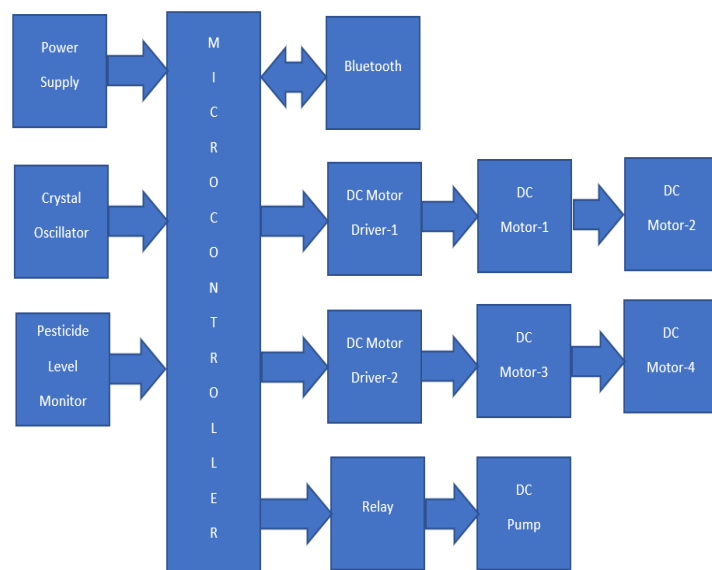 Power
Supply
M
I
C
R
O
C
O
N
T
R
O
L
L
E
R
Bluetooth
Crystal
Oscillator
DC Motor
Driver-1
DC
Motor-1
DC
Motor-2
Pesticide
Level
Monitor
DC Motor
Driver-2
DC
Motor-3
DC
Motor-4
Relay
DC
Pump